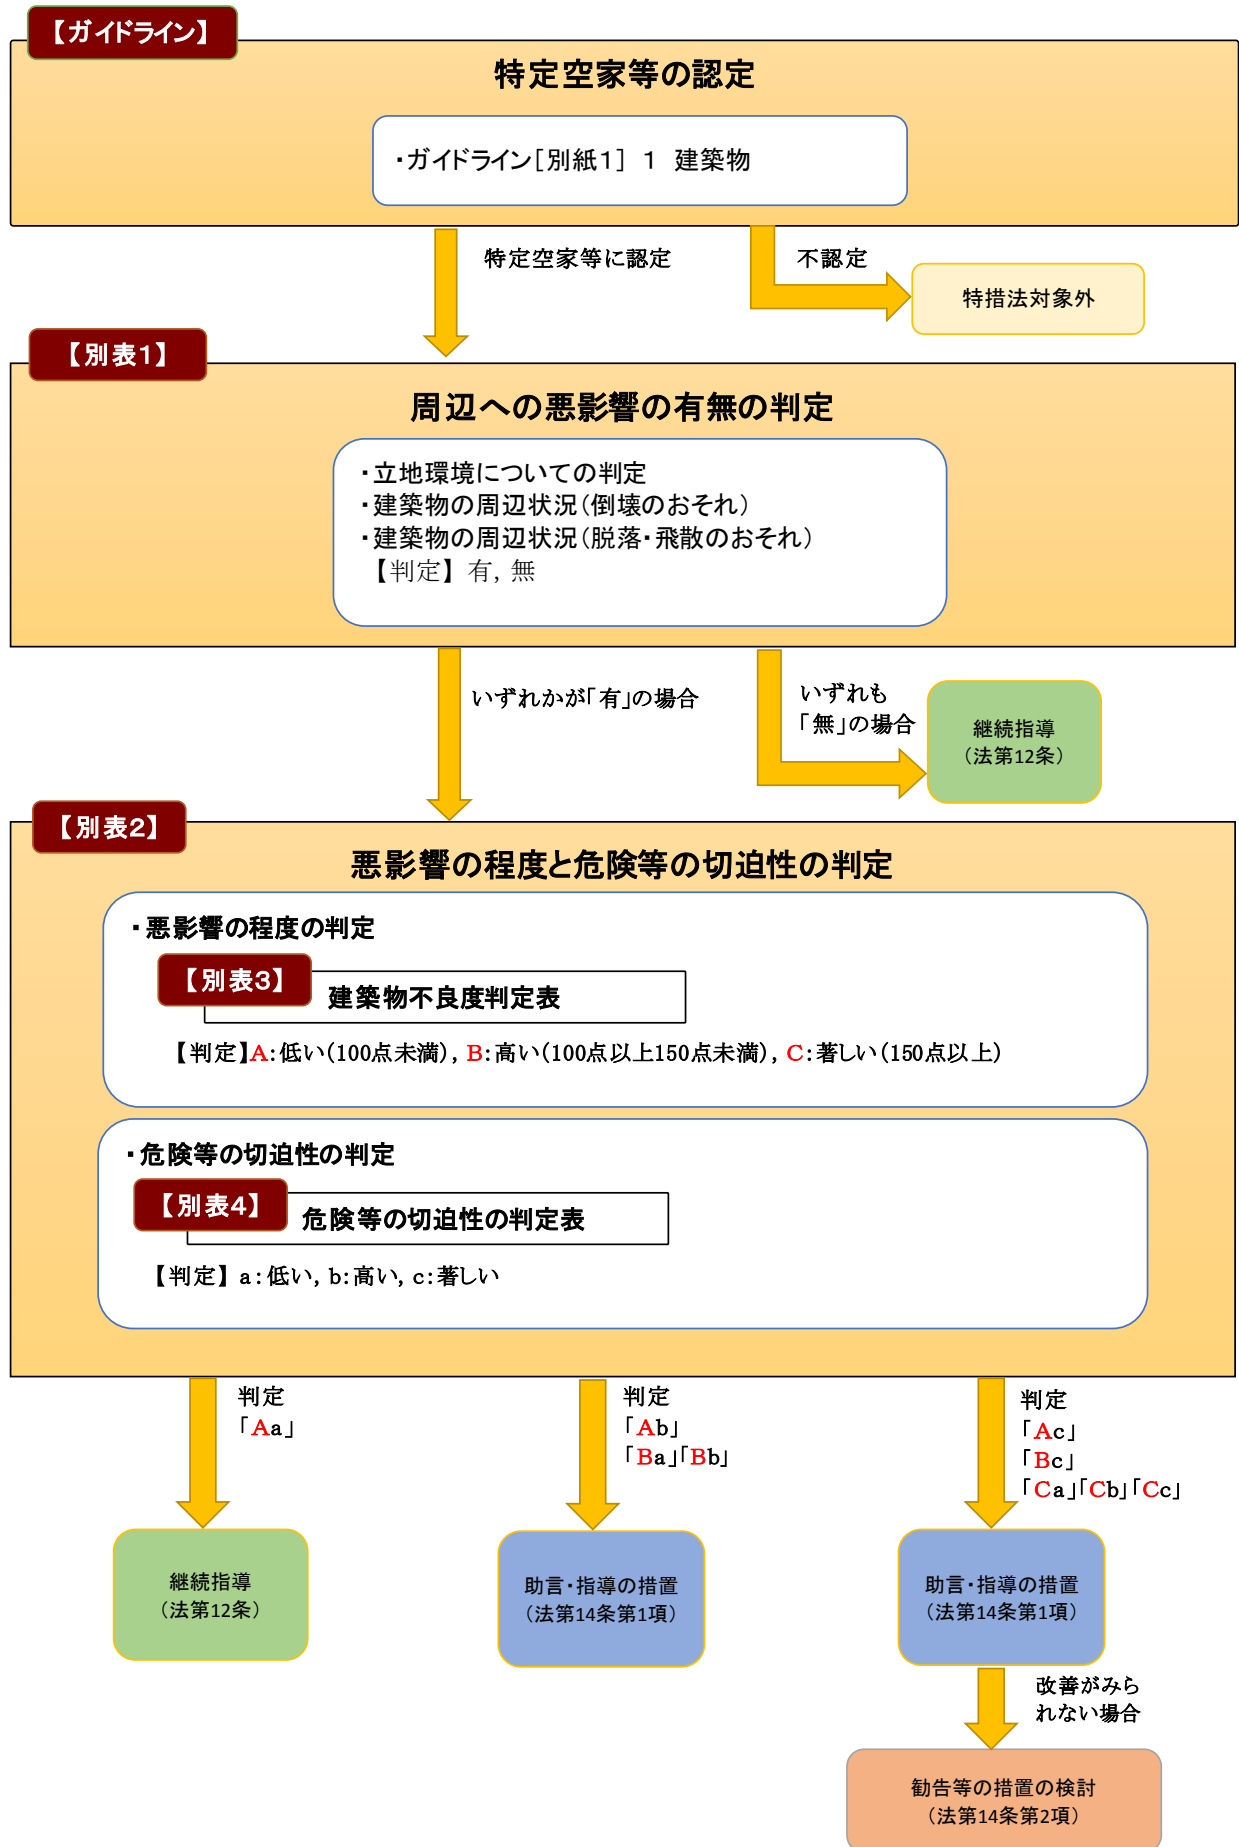 【ガイドライン】
特定空家等の認定
・ガイドライン[別紙1] 1 建築物
特定空家等に認定
不認定
特措法対象外
【別表1】
周辺への悪影響の有無の判定
・立地環境についての判定
・建築物の周辺状況(倒壊のおそれ)
・建築物の周辺状況(脱落・飛散のおそれ)
【判定】有,無
いずれかが「有」の場合
いずれも
「無」の場合
継続指導
(法第12条)
【別表2】
悪影響の程度と危険等の切迫性の判定
・悪影響の程度の判定
【別表3】
建築物不良度判定表
【判定】A:低い(100点未満), B:高い(100点以上150点未満), C:著しい(150点以上)
・危険等の切迫性の判定
【別表4】
危険等の切迫性の判定表
【判定】a:低い, b:高い, c:著しい
判定
「Aa」
判定
「Ab」
「Ba」「Bb」
判定
「Ac」
「Bc」
「Ca」「Cb」「Cc」
継続指導
(法第12条)
助言・指導の措置
(法第14条第1項)
助言・指導の措置
(法第14条第1項)
改善がみら
れない場合
勧告等の措置の検討
(法第14条第2項)